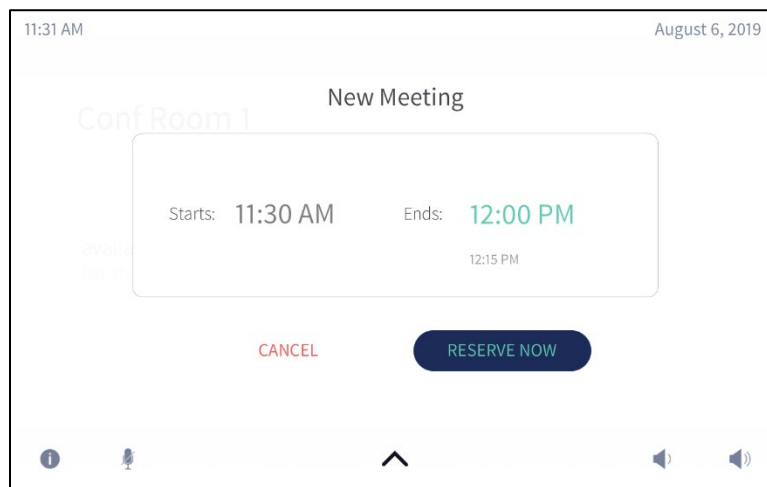 11:31 AM August 6, 2019
New Meeting
Conf Room 1
Starts: 11:30 AM Ends: 12:00 PM
12:15 PM
CANCEL RESERVE NOW